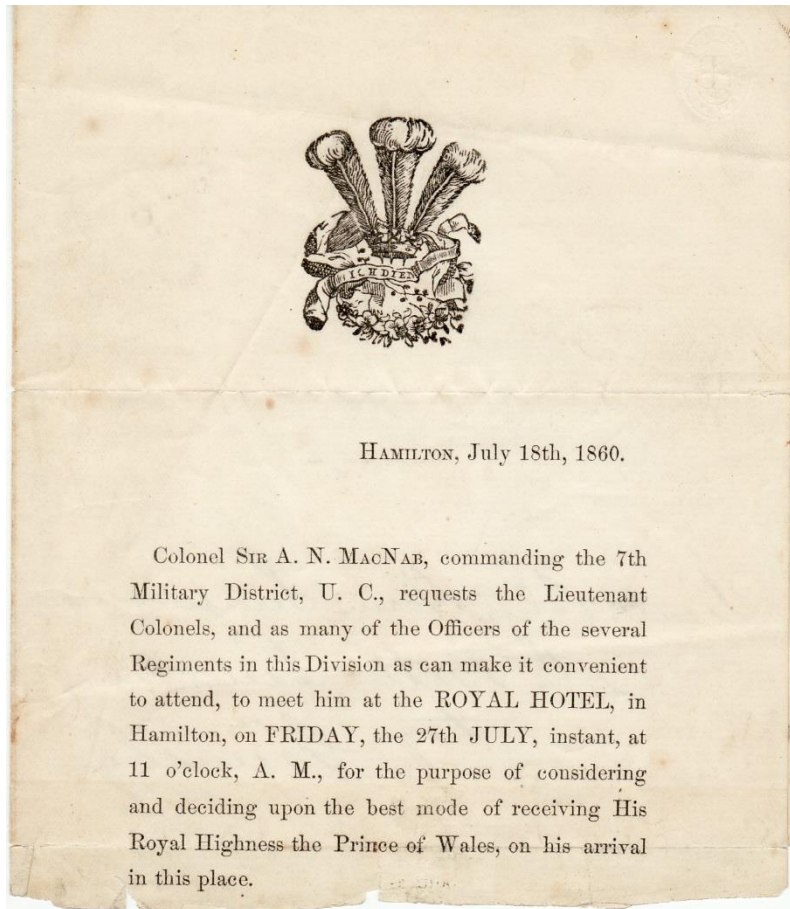 ICH DIEN
HAMILTON, July 18th, 1860.
Colonel SIR A. N. MACNAB, commanding the 7th
Military District, U. C., requests the Lieutenant
Colonels, and as many of the Officers of the several
Regiments in this Division as can make it convenient
to attend, to meet him at the ROYAL HOTEL, in
Hamilton, on FRIDAY, the 27th JULY, instant, at
11 o'clock, A. M., for the purpose of considering
and deciding upon the best mode of receiving His
Royal Highness the Prince of Wales, on his arrival
in this place.